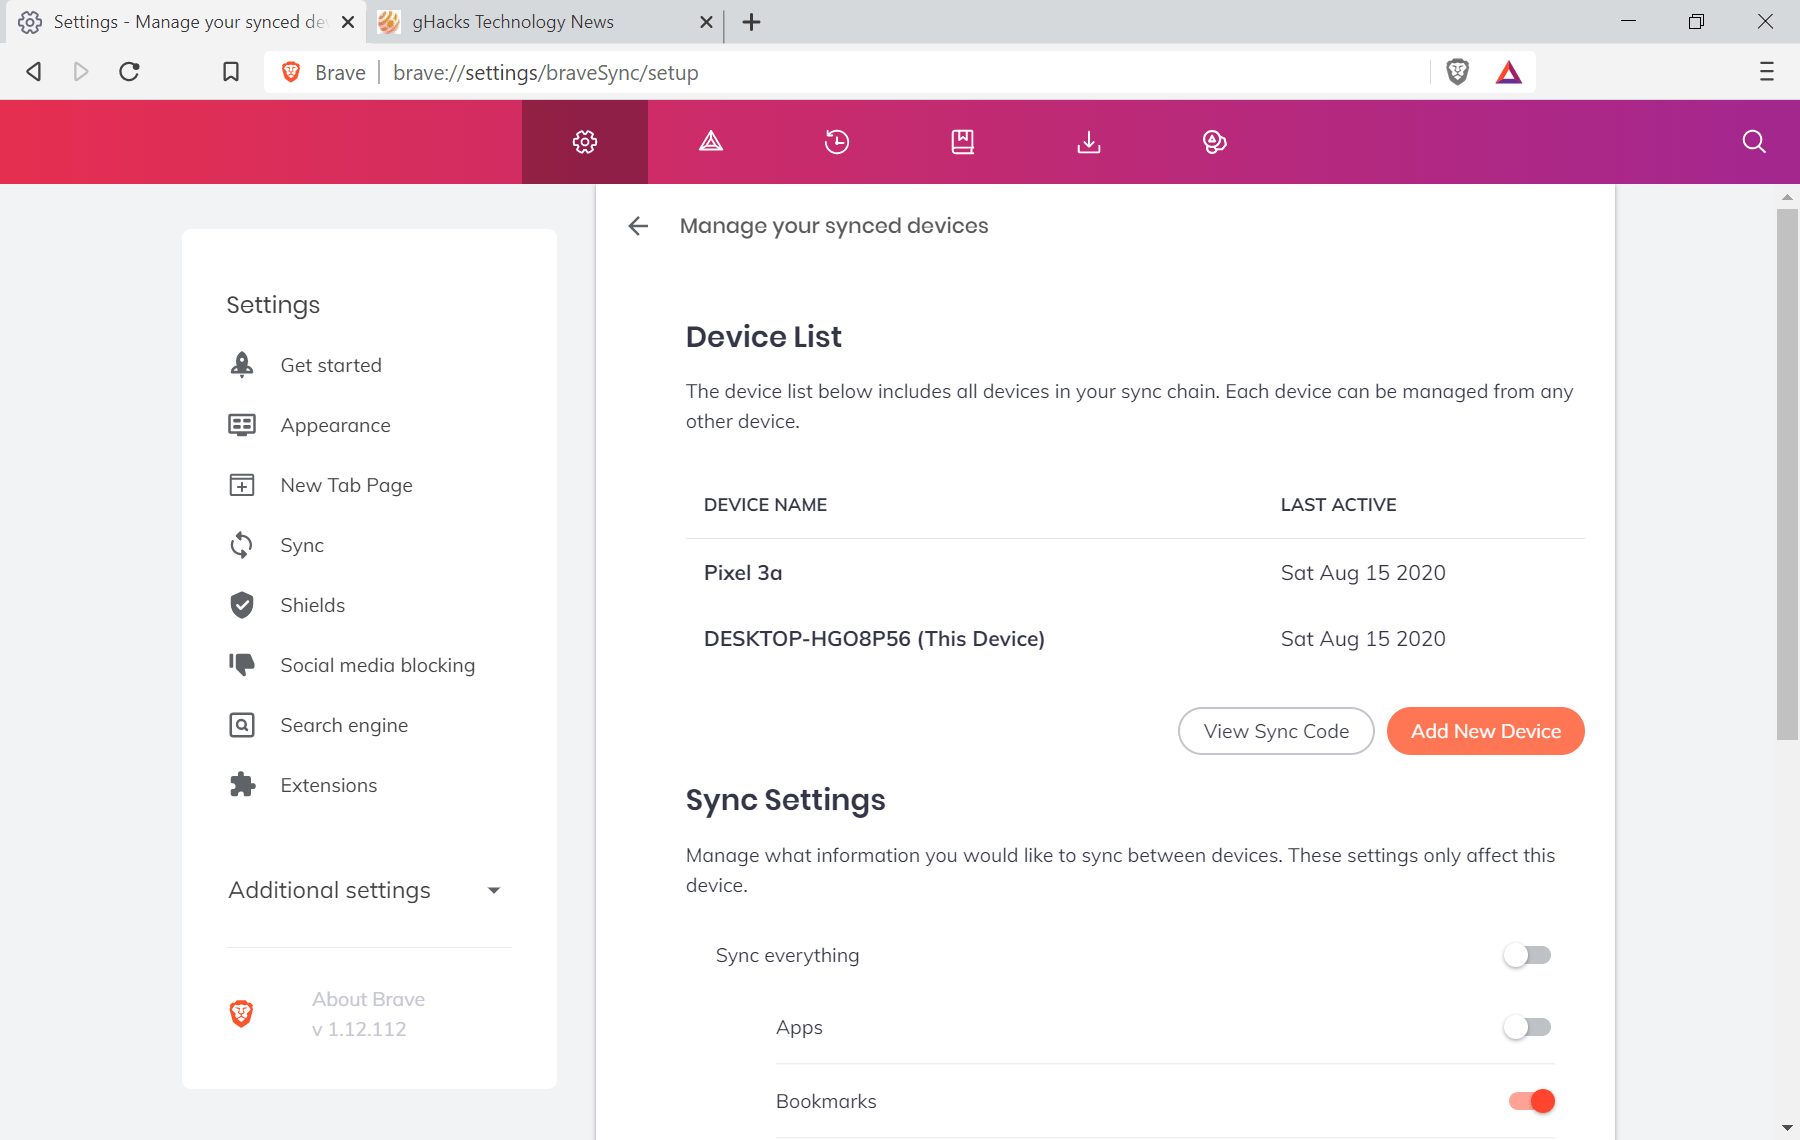 Settings - Manage your synced de
gHacks Technology News
Brave
brave://settings/braveSync/setup
Manage your synced devices
Settings
Get started
Appearance
New Tab Page
Sync
Shields
Social media blocking
Search engine
Extensions
Additional settings
About Brave
v 1.12.112
Device List
The device list below includes all devices in your sync chain. Each device can be managed from any
other device.
DEVICE NAME LAST ACTIVE
Pixel 3a Sat Aug 15 2020
DESKTOP-HGO8P56 (This Device) Sat Aug 15 2020
View Sync Code Add New Device
Sync Settings
Manage what information you would like to sync between devices. These settings only affect this
device.
Sync everything
Apps
Bookmarks